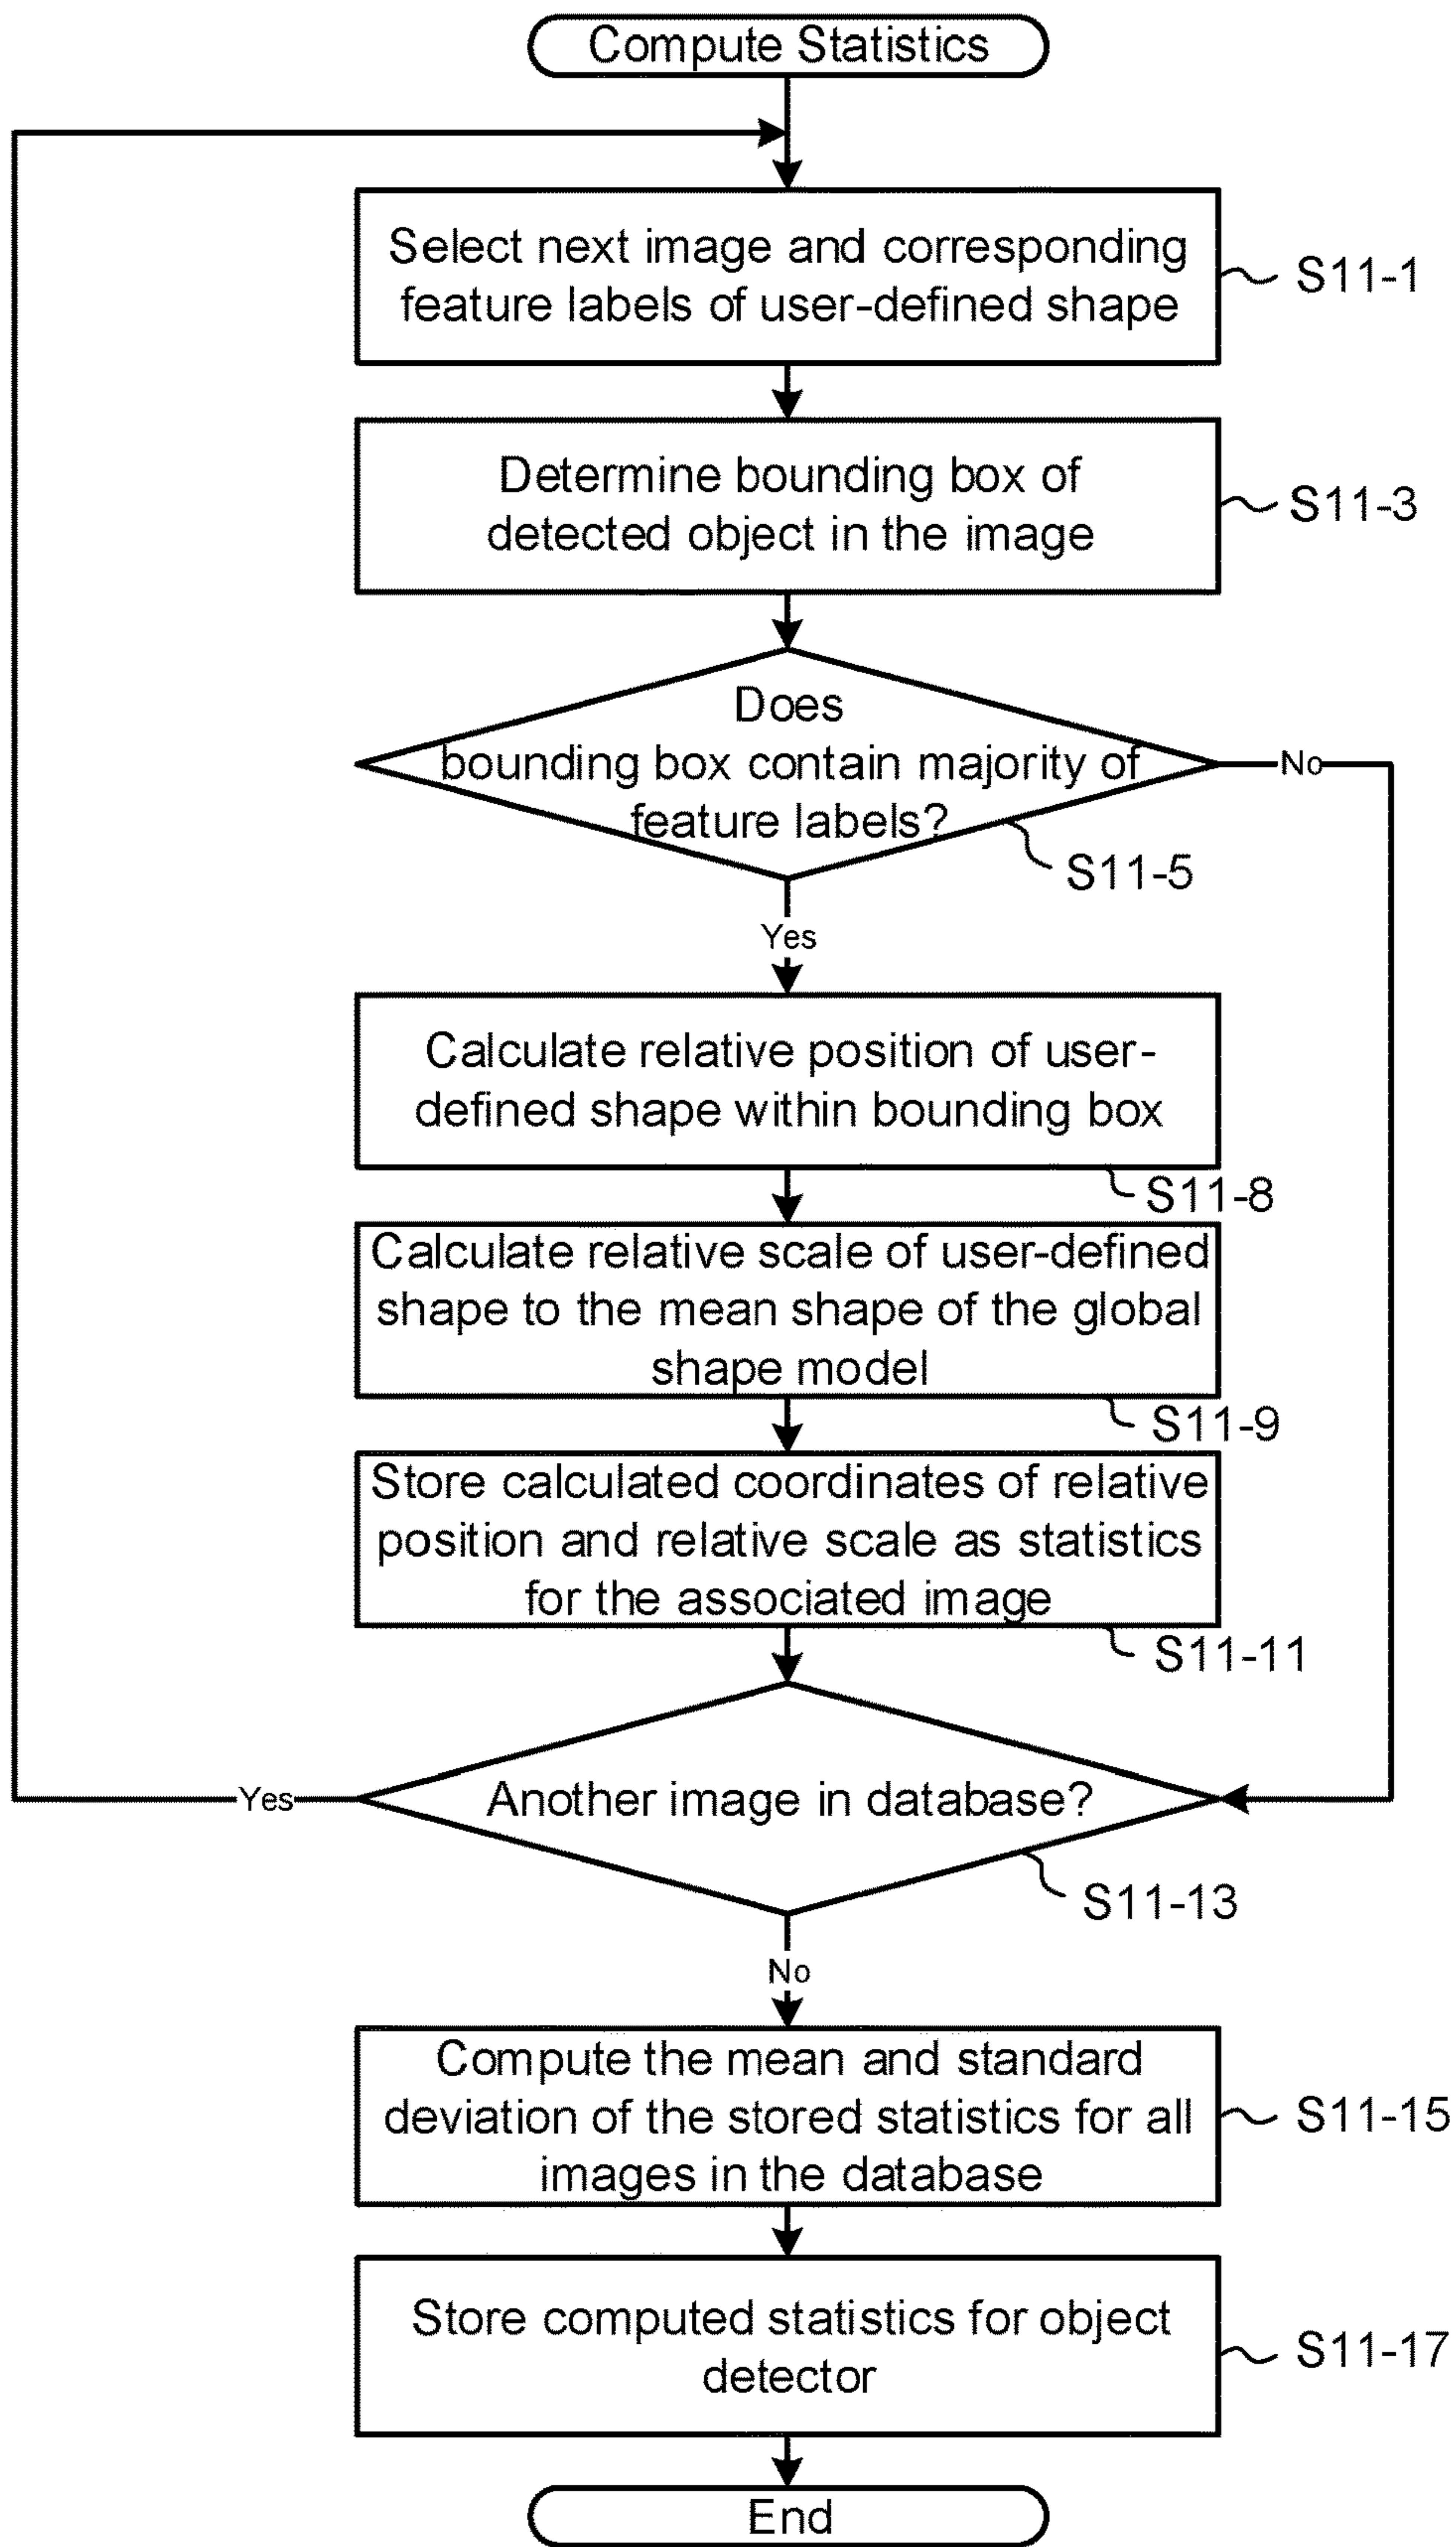 Compute Statistics
Select next image and corresponding
feature labels of user-defined shape
S11-1
Determine bounding box of
detected object in the image
S11-3
Does
bounding box contain majority of
feature labels?
No
S11-5
Yes
Calculate relative position of user-
defined shape within bounding box
S11-8
Calculate relative scale of user-defined
shape to the mean shape of the global
shape model
S11-9
Store calculated coordinates of relative
position and relative scale as statistics
for the associated image
S11-11
Yes
Another image in database?
S11-13
No
Compute the mean and standard
deviation of the stored statistics for all
images in the database
S11-15
Store computed statistics for object
detector
S11-17
End